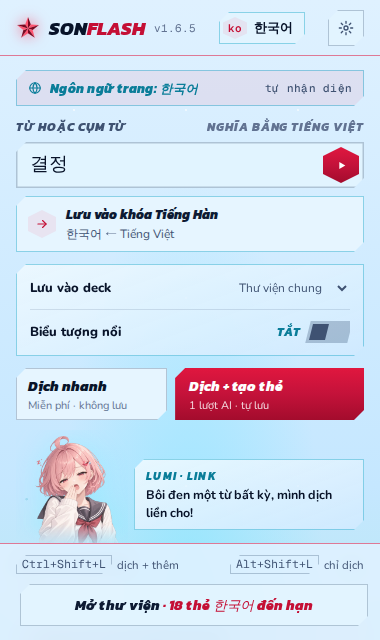 SONFLASH v1.6.5 ko 한국어
Ngôn ngữ trang: 한국어 tự nhận diện
TỪ HOẶC CỤM TỪ NGHĨA BẰNG TIẾNG VIỆT
결정
Lưu vào khóa Tiếng Hàn
한국어 ← Tiếng Việt
Lưu vào deck Thư viện chung
Biểu tượng nổi TẮT
Dịch nhanh
Miễn phí · không lưu
Dịch + tạo thẻ
1 lượt AI · tự lưu
LUMI · LINK
Bôi đen một từ bất kỳ, mình dịch
liền cho!
Ctrl+Shift+L dịch + thêm Alt+Shift+L chỉ dịch
Mở thư viện · 18 thẻ 한국어 đến hạn